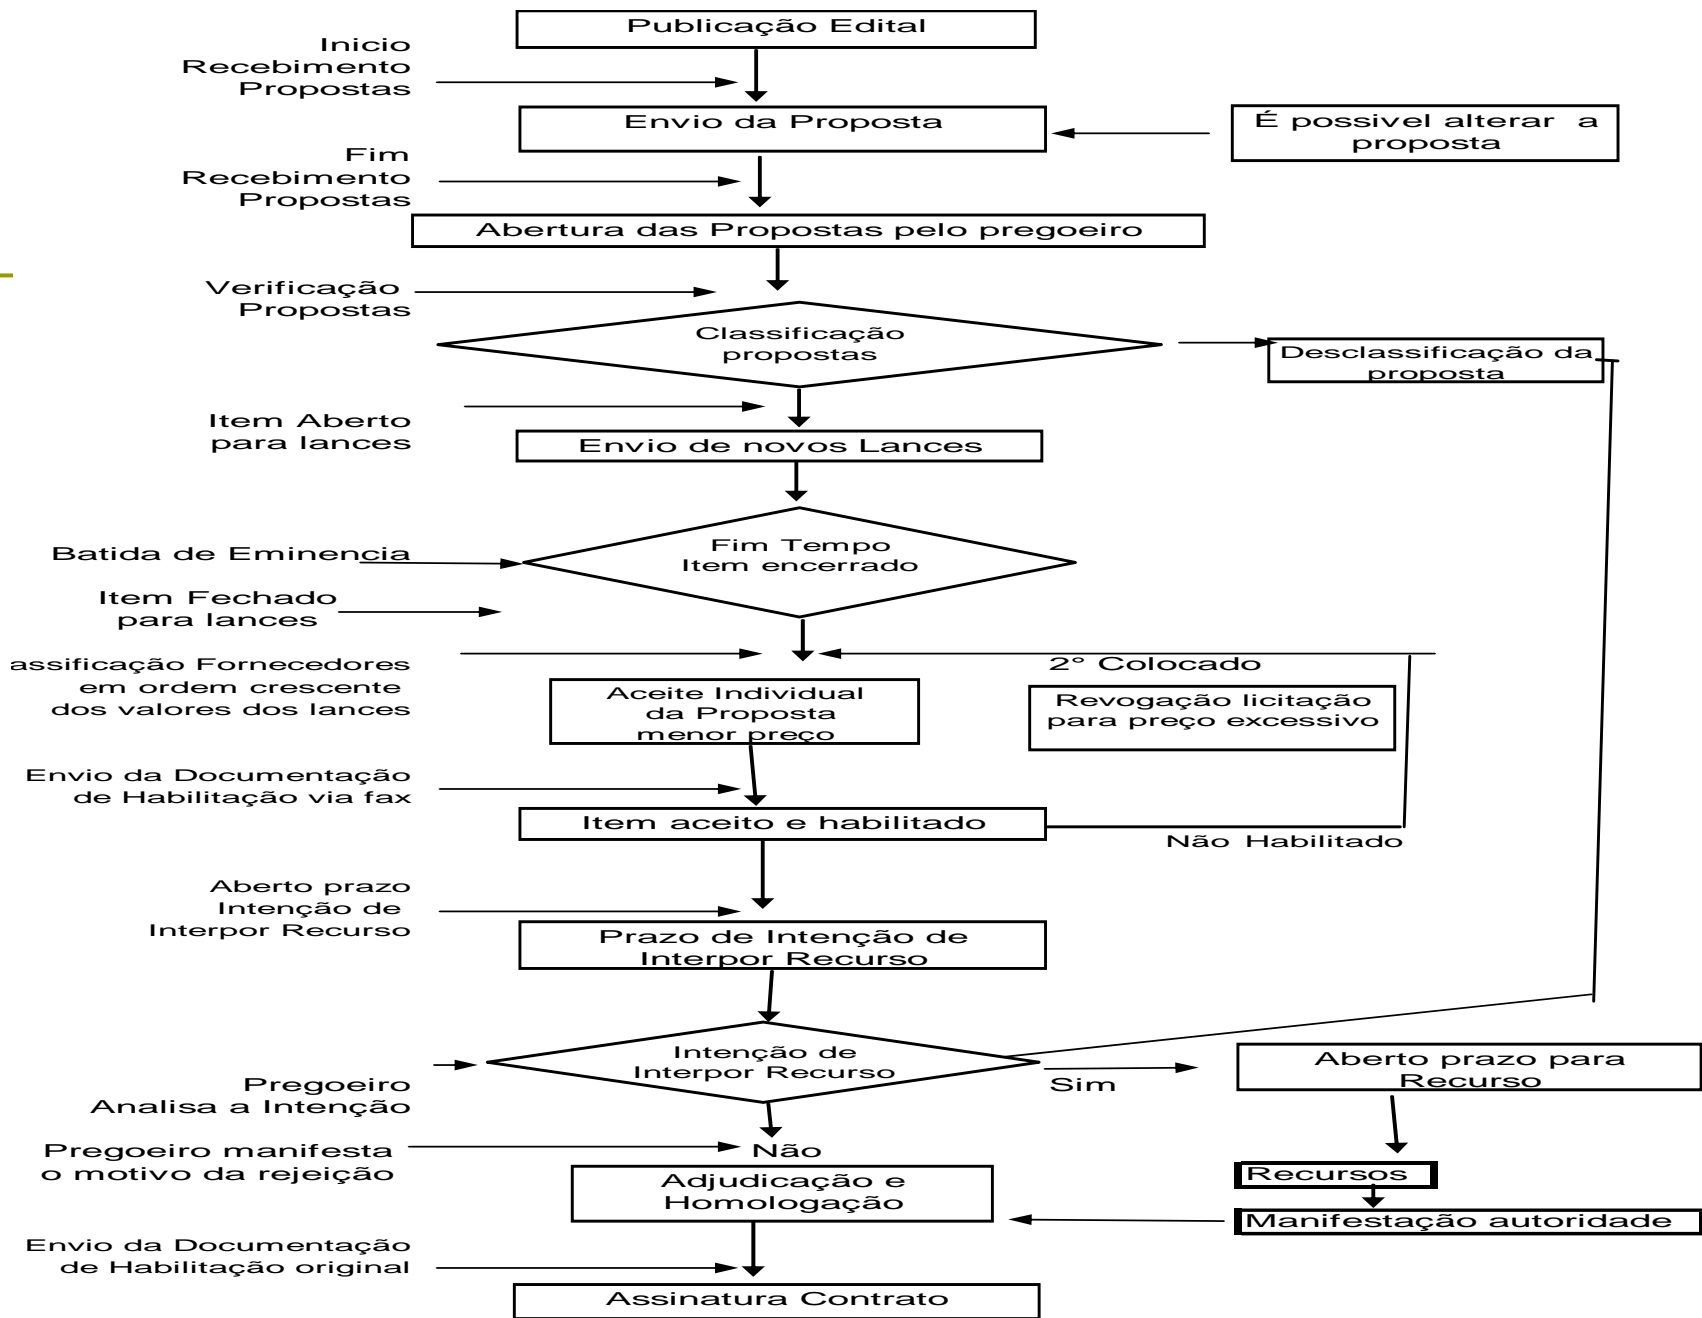 Publicação Edital
Inicio
Recebimento
Propostas
Envio da Proposta
É possivel alterar a
proposta
Fim
Recebimento
Propostas
Abertura das Propostas pelo pregoeiro
Verificação
Propostas
Classificação
propostas
Desclassificação da
proposta
Item Aberto
para lances
Envio de novos Lances
Batida de Eminencia
Fim Tempo
Item encerrado
Item Fechado
para lances
assificação Fornecedores
em ordem crescente
dos valores dos lances
2° Colocado
Aceite Individual
da Proposta
menor preço
Revogação licitação
para preço excessivo
Envio da Documentação
de Habilitação via fax
Item aceito e habilitado
Não Habilitado
Aberto prazo
Intenção de
Interpor Recurso
Prazo de Intenção de
Interpor Recurso
Intenção de
Interpor Recurso
Sim
Aberto prazo para
Recurso
Pregoeiro
Analisa a Intenção
Pregoeiro manifesta
o motivo da rejeição
Não
Adjudicação e
Homologação
Recursos
Manifestação autoridade
Envio da Documentação
de Habilitação original
Assinatura Contrato